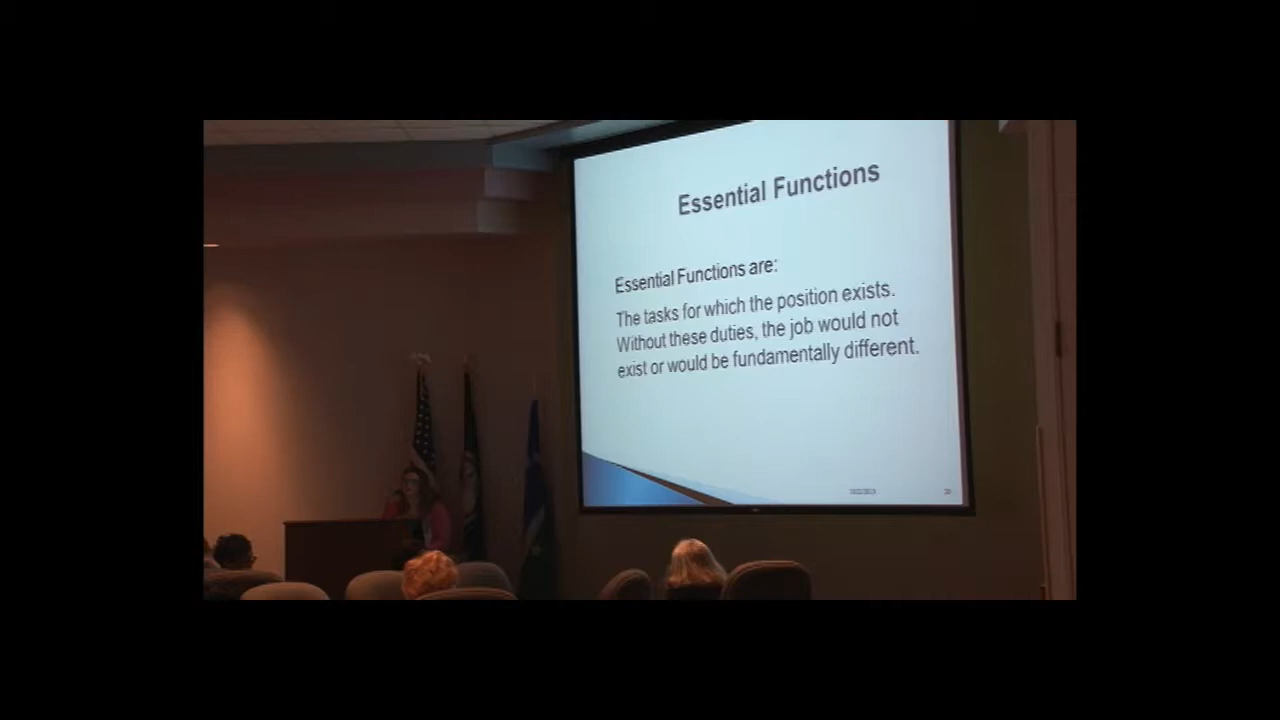 Essential Functions
Essential Functions are:
The tasks for which the position exists.
Without these duties, the job would not
exist or would be fundamentally different.